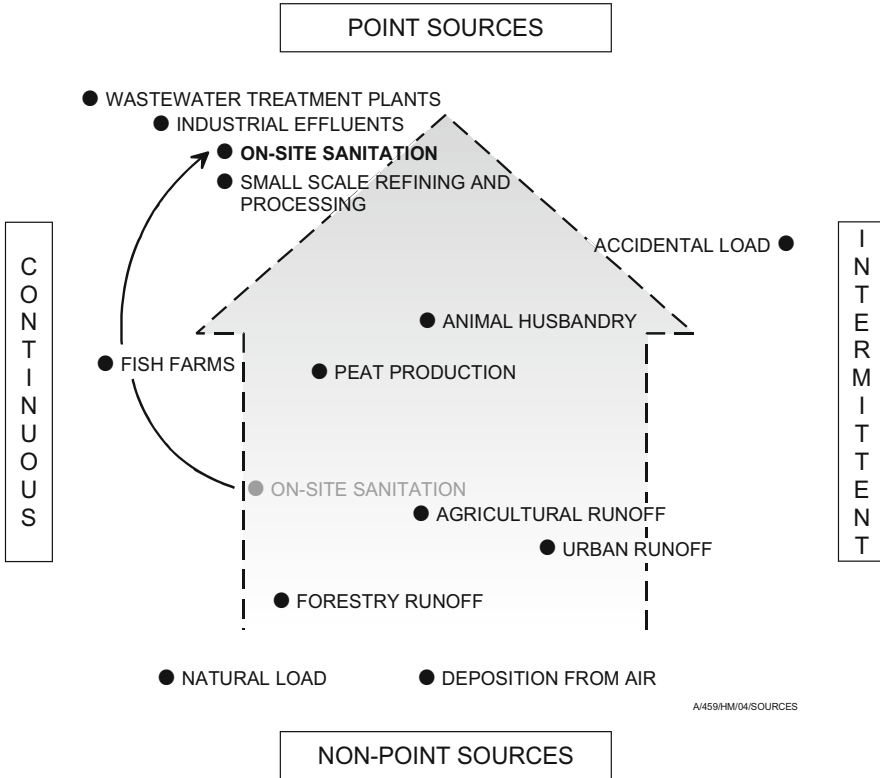 POINT SOURCES
WASTEWATER TREATMENT PLANTS
INDUSTRIAL EFFLUENTS
ON-SITE SANITATION
SMALL SCALE REFINING AND
PROCESSING
ACCIDENTAL LOAD
CONTINUOUS
INTERMITTENT
ANIMAL HUSBANDRY
FISH FARMS
PEAT PRODUCTION
ON-SITE SANITATION
AGRICULTURAL RUNOFF
URBAN RUNOFF
FORESTRY RUNOFF
NATURAL LOAD
DEPOSITION FROM AIR
A/459/HM/04/SOURCES
NON-POINT SOURCES